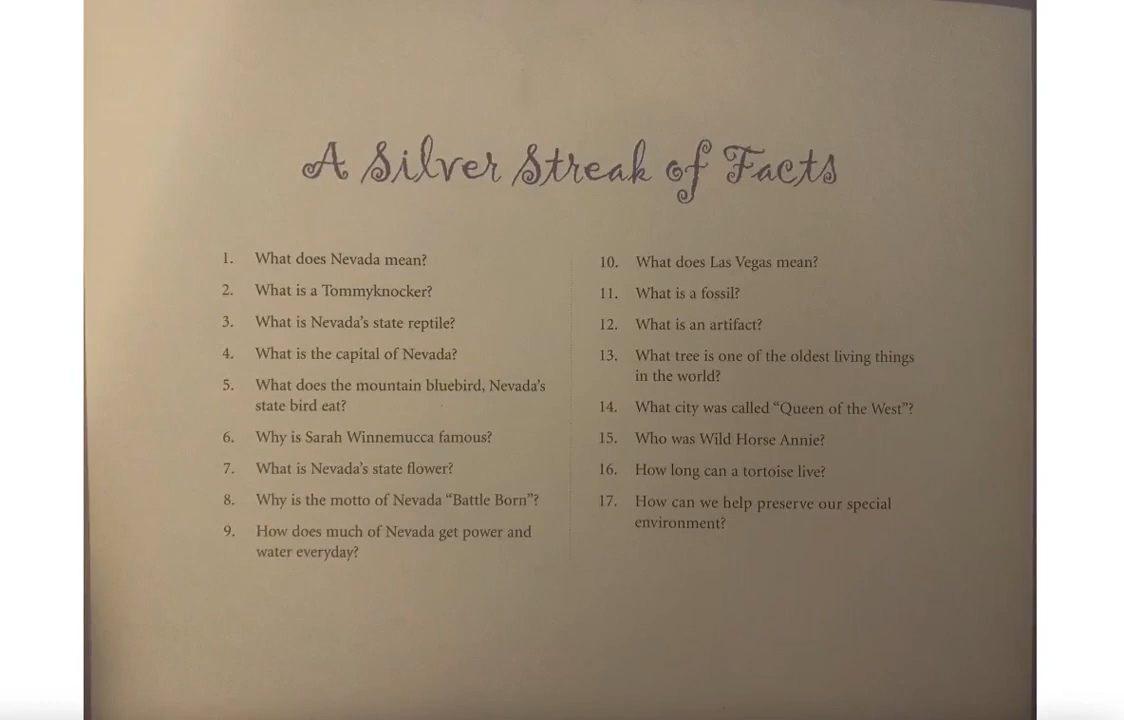 A Silver Streak of Facts
1. What does Nevada mean?
2. What is a Tommyknocker?
3. What is Nevada's state reptile?
4. What is the capital of Nevada?
5. What does the mountain bluebird, Nevada's
state bird eat?
6. Why is Sarah Winnemucca famous?
7. What is Nevada's state flower?
8. Why is the motto of Nevada “Battle Born”?
9. How does much of Nevada get power and
water everyday?
10. What does Las Vegas mean?
11. What is a fossil?
12. What is an artifact?
13. What tree is one of the oldest living things
in the world?
14. What city was called “Queen of the West”?
15. Who was Wild Horse Annie?
16. How long can a tortoise live?
17. How can we help preserve our special
environment?